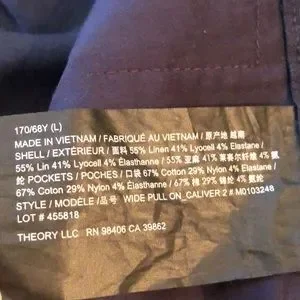 170/68Y (L)
MADE IN VIETNAM / FABRIQUÉ AU VIETNAM / 原产地 越南
SHELL / EXTÉRIEUR / 面料 55% Linen 41% Lyocell 4% Elastane /
55% Lin 41% Lyocell 4% Élasthanne / 55% 亚麻 41% 莱赛尔纤维 4% 氨
纶 POCKETS / POCHES / 口袋 67% Cotton 29% Nylon 4% Elastane /
67% Coton 29% Nylon 4% Élasthanne / 67% 棉 29% 锦纶 4% 氨纶
STYLE / MODÈLE / 品号/款号 WIDE PULL ON_CALIVER 2 # M0103248
LOT # 455818
THEORY LLC RN 98406 CA 39862